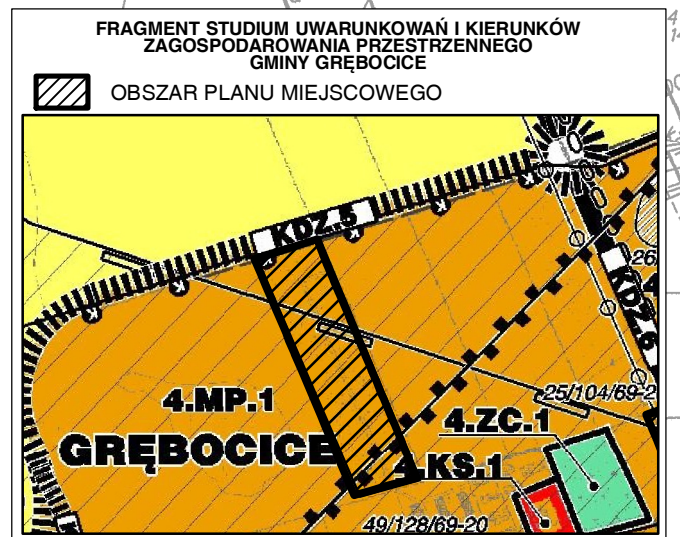 FRAGMENT STUDIUM UWARUNKOWAŃ I KIERUNKÓW
ZAGOSPODAROWANIA PRZESTRZENNEGO
GMINY GRĘBOCICE
OBSZAR PLANU MIEJSCOWEGO
KDZ.5
KDZ.6
25/104/69-2
4.MP.1
4.ZC.1
GRĘBOCICE
4.KS.1
49/128/69-20